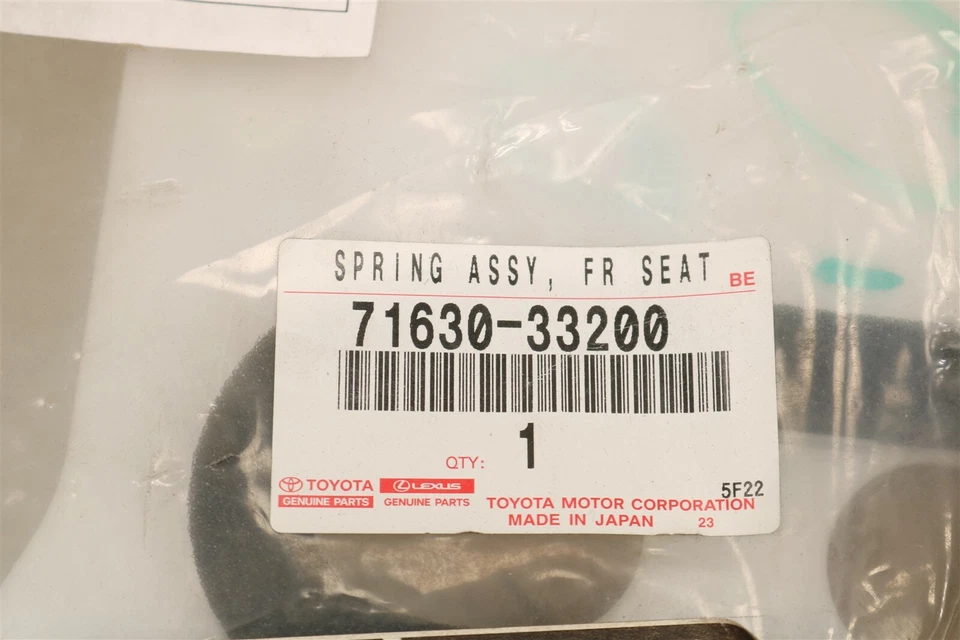 SPRING ASSY, FR SEAT
BE
71630-33200
QTY: 1
TOYOTA LEXUS
GENUINE PARTS GENUINE PARTS
5F22
TOYOTA MOTOR CORPORATION
MADE IN JAPAN 23